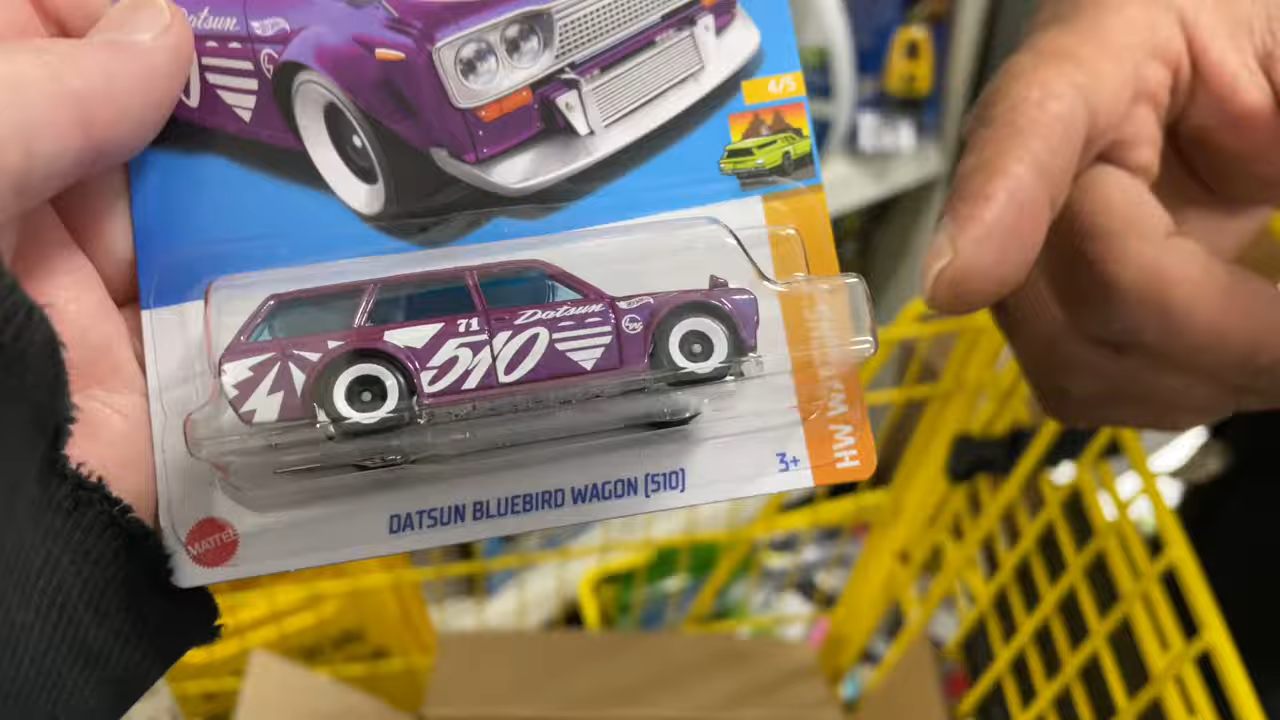 Datsun
4/5
71
Datsun
510
HW WAGONS
3+
DATSUN BLUEBIRD WAGON (510)
MATTEL